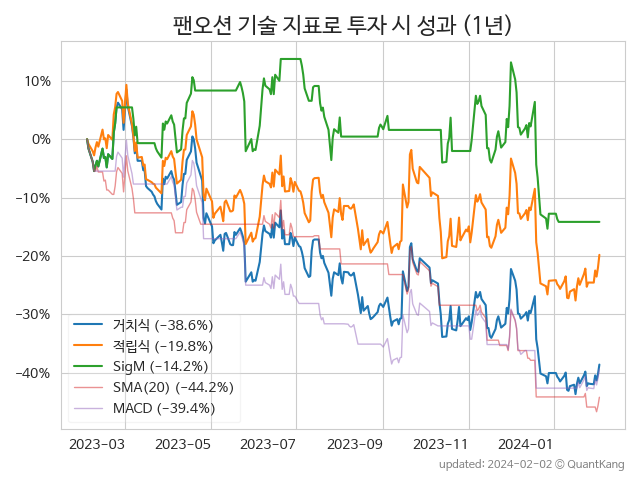 팬오션 기술 지표로 투자 시 성과 (1년)
10%
0%
−10%
−20%
−30%
−40%
거치식 (−38.6%)
적립식 (−19.8%)
SigM (−14.2%)
SMA(20) (−44.2%)
MACD (−39.4%)
2023−03
2023−05
2023−07
2023−09
2023−11
2024−01
updated: 2024−02−02 © QuantKang